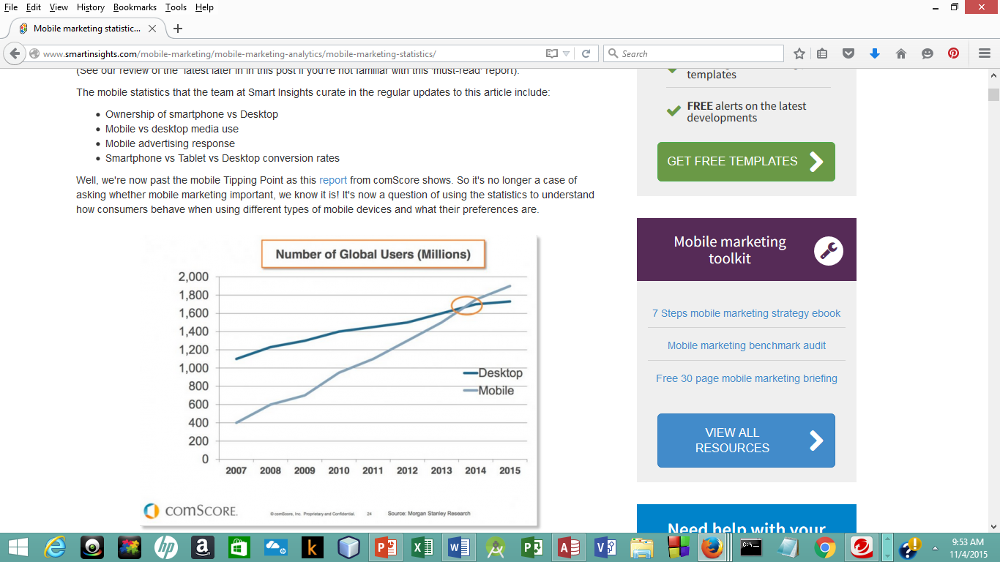 File Edit View History Bookmarks Tools Help
Mobile marketing statistic...
www.smartinsights.com/mobile-marketing/mobile-marketing-analytics/mobile-marketing-statistics/
Search
(See our review of the latest later in in this post if you're not familiar with this 'must-read' report).
The mobile statistics that the team at Smart Insights curate in the regular updates to this article include:
Ownership of smartphone vs Desktop
Mobile vs desktop media use
Mobile advertising response
Smartphone vs Tablet vs Desktop conversion rates
Well, we're now past the mobile Tipping Point as this report from comScore shows. So it's no longer a case of
asking whether mobile marketing important, we know it is! It's now a question of using the statistics to understand
how consumers behave when using different types of mobile devices and what their preferences are.
Number of Global Users (Millions)
2,000
1,800
1,600
1,400
1,200
1,000
800
600
400
200
0
Desktop
Mobile
2007 2008 2009 2010 2011 2012 2013 2014 2015
comSCORE.
© comScore, Inc. Proprietary and Confidential. 24 Source: Morgan Stanley Research
templates
FREE alerts on the latest
developments
GET FREE TEMPLATES
Mobile marketing
toolkit
7 Steps mobile marketing strategy ebook
Mobile marketing benchmark audit
Free 30 page mobile marketing briefing
VIEW ALL
RESOURCES
Need help with your
9:53 AM
11/4/2015